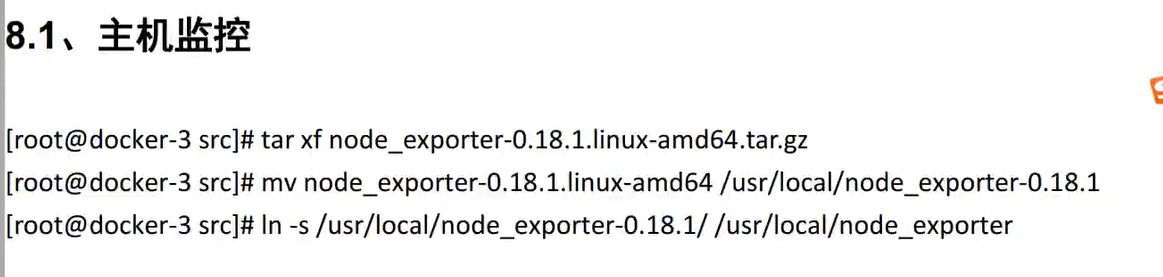 8.1、主机监控
[root@docker-3 src]# tar xf node_exporter-0.18.1.linux-amd64.tar.gz
[root@docker-3 src]# mv node_exporter-0.18.1.linux-amd64 /usr/local/node_exporter-0.18.1
[root@docker-3 src]# ln -s /usr/local/node_exporter-0.18.1/ /usr/local/node_exporter